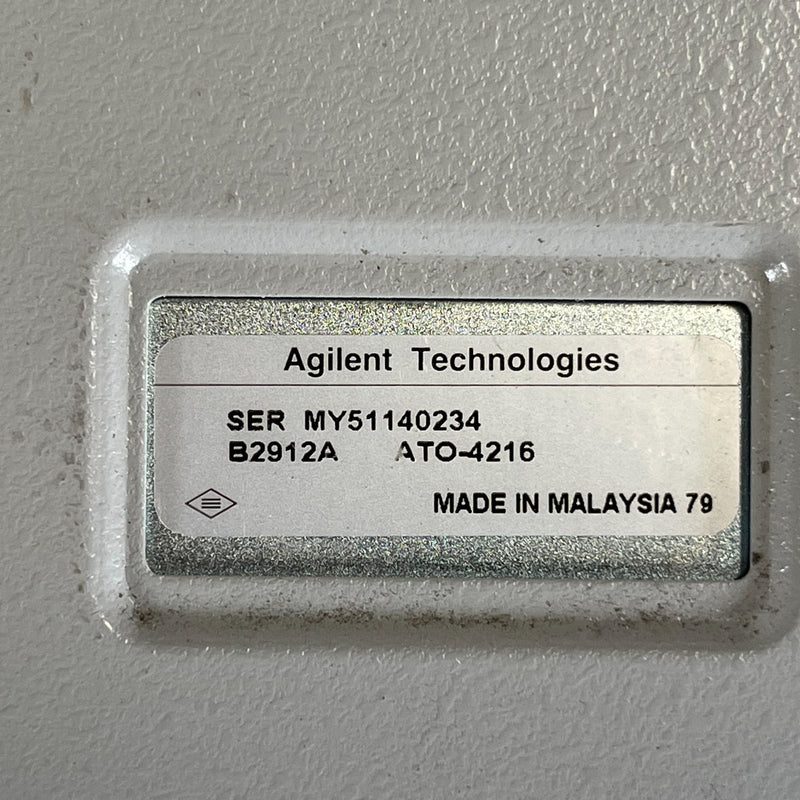 Agilent Technologies
SER MY51140234
B2912A ATO-4216
MADE IN MALAYSIA 79